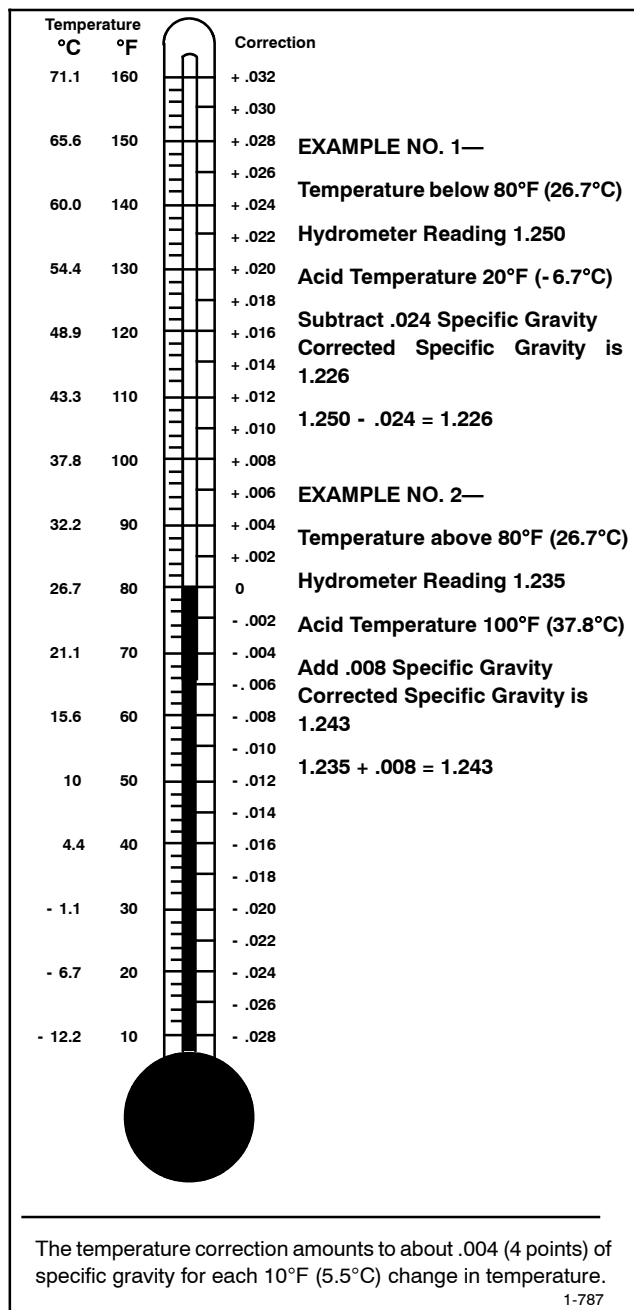 Temperature
°C °F Correction
71.1 160 + .032
+ .030
65.6 150 + .028
+ .026
60.0 140 + .024
+ .022
54.4 130 + .020
+ .018
48.9 120 + .016
+ .014
43.3 110 + .012
+ .010
37.8 100 + .008
+ .006
32.2 90 + .004
+ .002
26.7 80 0
- .002
21.1 70 - .004
- . 006
15.6 60 - .008
- .010
10 50 - .012
- .014
4.4 40 - .016
- .018
- 1.1 30 - .020
- .022
- 6.7 20 - .024
- .026
- 12.2 10 - .028
EXAMPLE NO. 1—
Temperature below 80°F (26.7°C)
Hydrometer Reading 1.250
Acid Temperature 20°F (- 6.7°C)
Subtract .024 Specific Gravity
Corrected Specific Gravity is
1.226
1.250 - .024 = 1.226
EXAMPLE NO. 2—
Temperature above 80°F (26.7°C)
Hydrometer Reading 1.235
Acid Temperature 100°F (37.8°C)
Add .008 Specific Gravity
Corrected Specific Gravity is
1.243
1.235 + .008 = 1.243
The temperature correction amounts to about .004 (4 points) of
specific gravity for each 10°F (5.5°C) change in temperature.
1-787